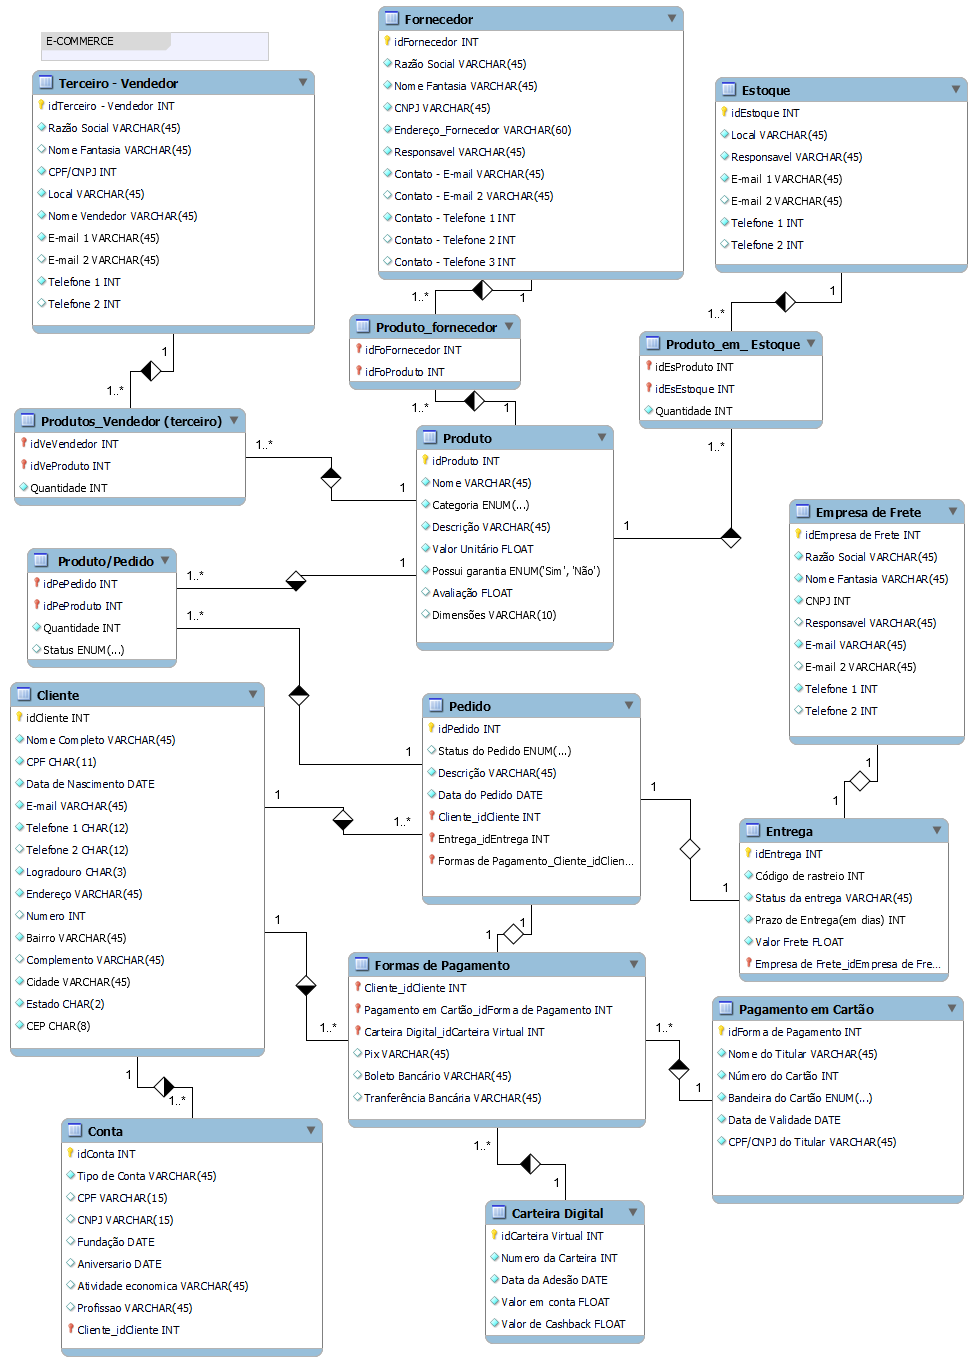 E-COMMERCE
Terceiro - Vendedor
idTerceiro - Vendedor INT
Razão Social VARCHAR(45)
Nome Fantasia VARCHAR(45)
CPF/CNPJ INT
Local VARCHAR(45)
Nome Vendedor VARCHAR(45)
E-mail 1 VARCHAR(45)
E-mail 2 VARCHAR(45)
Telefone 1 INT
Telefone 2 INT
Fornecedor
idFornecedor INT
Razão Social VARCHAR(45)
Nome Fantasia VARCHAR(45)
CNPJ VARCHAR(45)
Endereço_Fornecedor VARCHAR(60)
Responsavel VARCHAR(45)
Contato - E-mail VARCHAR(45)
Contato - E-mail 2 VARCHAR(45)
Contato - Telefone 1 INT
Contato - Telefone 2 INT
Contato - Telefone 3 INT
Estoque
idEstoque INT
Local VARCHAR(45)
Responsavel VARCHAR(45)
E-mail 1 VARCHAR(45)
E-mail 2 VARCHAR(45)
Telefone 1 INT
Telefone 2 INT
1..*
1
1
1..*
1
1..*
Produto_fornecedor
idFoFornecedor INT
idFoProduto INT
Produto_em_ Estoque
idEsProduto INT
idEsEstoque INT
Quantidade INT
1..*
1
1..*
1
Produtos_Vendedor (terceiro)
idVeVendedor INT
idVeProduto INT
Quantidade INT
1..*
1
Produto
idProduto INT
Nome VARCHAR(45)
Categoria ENUM(...)
Descrição VARCHAR(45)
Valor Unitário FLOAT
Possui garantia ENUM('Sim', 'Não')
Avaliação FLOAT
Dimensões VARCHAR(10)
Empresa de Frete
idEmpresa de Frete INT
Razão Social VARCHAR(45)
Nome Fantasia VARCHAR(45)
CNPJ INT
Responsavel VARCHAR(45)
E-mail VARCHAR(45)
E-mail 2 VARCHAR(45)
Telefone 1 INT
Telefone 2 INT
Produto/Pedido
idPePedido INT
idPeProduto INT
Quantidade INT
Status ENUM(...)
1..*
1
1..*
1
Cliente
idCliente INT
Nome Completo VARCHAR(45)
CPF CHAR(11)
Data de Nascimento DATE
E-mail VARCHAR(45)
Telefone 1 CHAR(12)
Telefone 2 CHAR(12)
Logradouro CHAR(3)
Endereço VARCHAR(45)
Numero INT
Bairro VARCHAR(45)
Complemento VARCHAR(45)
Cidade VARCHAR(45)
Estado CHAR(2)
CEP CHAR(8)
1
1..*
1
1..*
Pedido
idPedido INT
Status do Pedido ENUM(...)
Descrição VARCHAR(45)
Data do Pedido DATE
Cliente_idCliente INT
Entrega_idEntrega INT
Formas de Pagamento_Cliente_idClien...
1
1
1
1
Entrega
idEntrega INT
Código de rastreio INT
Status da entrega VARCHAR(45)
Prazo de Entrega(em dias) INT
Valor Frete FLOAT
Empresa de Frete_idEmpresa de Fre...
1
1
Formas de Pagamento
Cliente_idCliente INT
Pagamento em Cartão_idForma de Pagamento INT
Carteira Digital_idCarteira Virtual INT
Pix VARCHAR(45)
Boleto Bancário VARCHAR(45)
Tranferência Bancária VARCHAR(45)
1..*
1
Pagamento em Cartão
idForma de Pagamento INT
Nome do Titular VARCHAR(45)
Número do Cartão INT
Bandeira do Cartão ENUM(...)
Data de Validade DATE
CPF/CNPJ do Titular VARCHAR(45)
1
1..*
Conta
idConta INT
Tipo de Conta VARCHAR(45)
CPF VARCHAR(15)
CNPJ VARCHAR(15)
Fundação DATE
Aniversario DATE
Atividade economica VARCHAR(45)
Profissao VARCHAR(45)
Cliente_idCliente INT
1..*
1
Carteira Digital
idCarteira Virtual INT
Numero da Carteira INT
Data da Adesão DATE
Valor em conta FLOAT
Valor de Cashback FLOAT